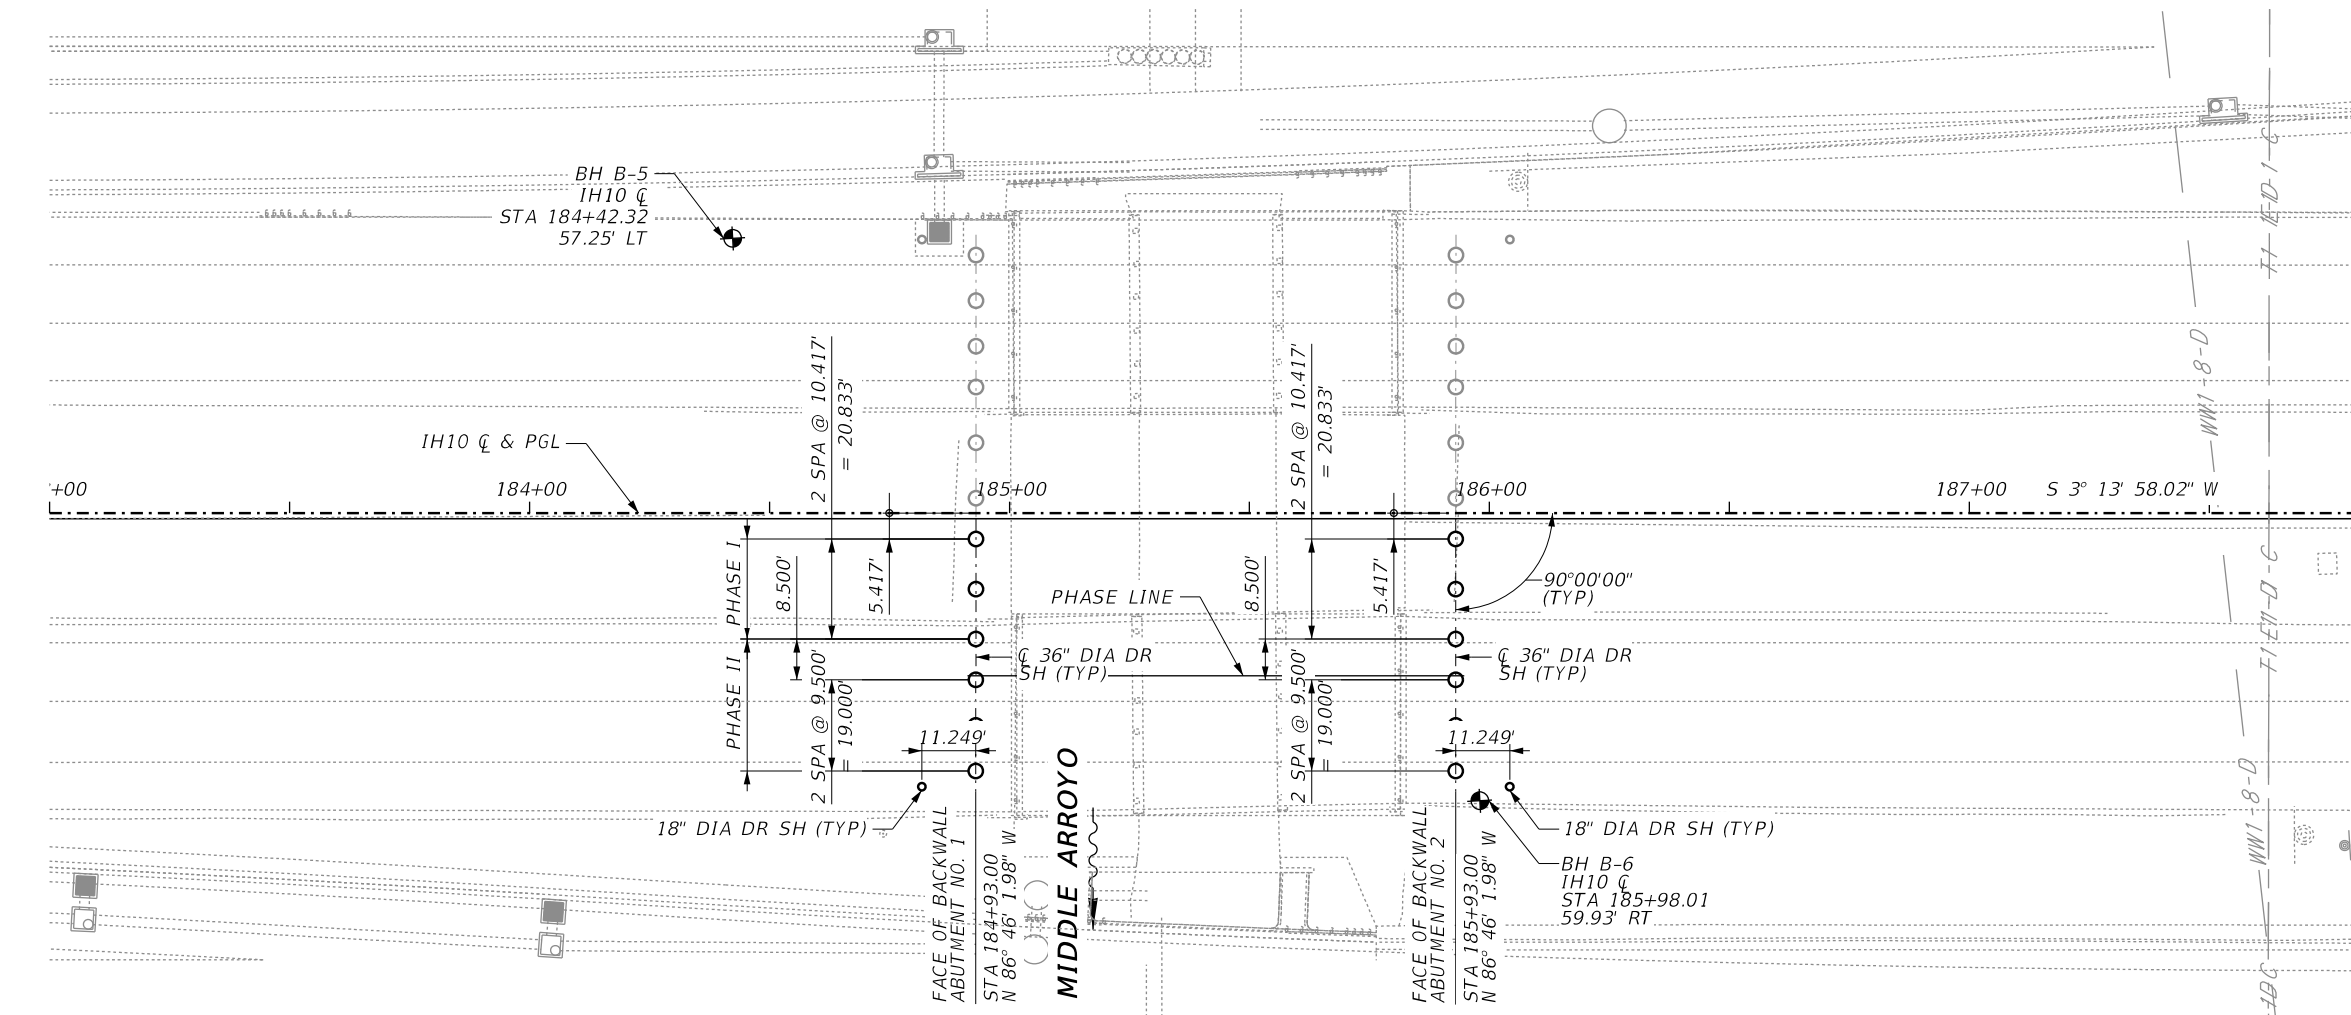 BH B-5
IH10 ℄
STA 184+42.32
57.25' LT
IH10 ℄ & PGL
+00
184+00
185+00
186+00
187+00
S 3° 13' 58.02" W
2 SPA @ 10.417'
= 20.833'
2 SPA @ 10.417'
= 20.833'
PHASE I
8.500'
5.417'
PHASE LINE
8.500'
5.417'
90°00'00"
(TYP)
PHASE II
2 SPA @ 9.500'
= 19.000'
℄ 36" DIA DR
SH (TYP)
2 SPA @ 9.500'
= 19.000'
℄ 36" DIA DR
SH (TYP)
11.249'
11.249'
18" DIA DR SH (TYP)
18" DIA DR SH (TYP)
FACE OF BACKWALL
ABUTMENT NO. 1
STA 184+93.00
N 86° 46' 1.98" W
MIDDLE ARROYO
FACE OF BACKWALL
ABUTMENT NO. 2
STA 185+93.00
N 86° 46' 1.98" W
BH B-6
IH10 ℄
STA 185+98.01
59.93' RT
WW1-8-D
WW1-8-D